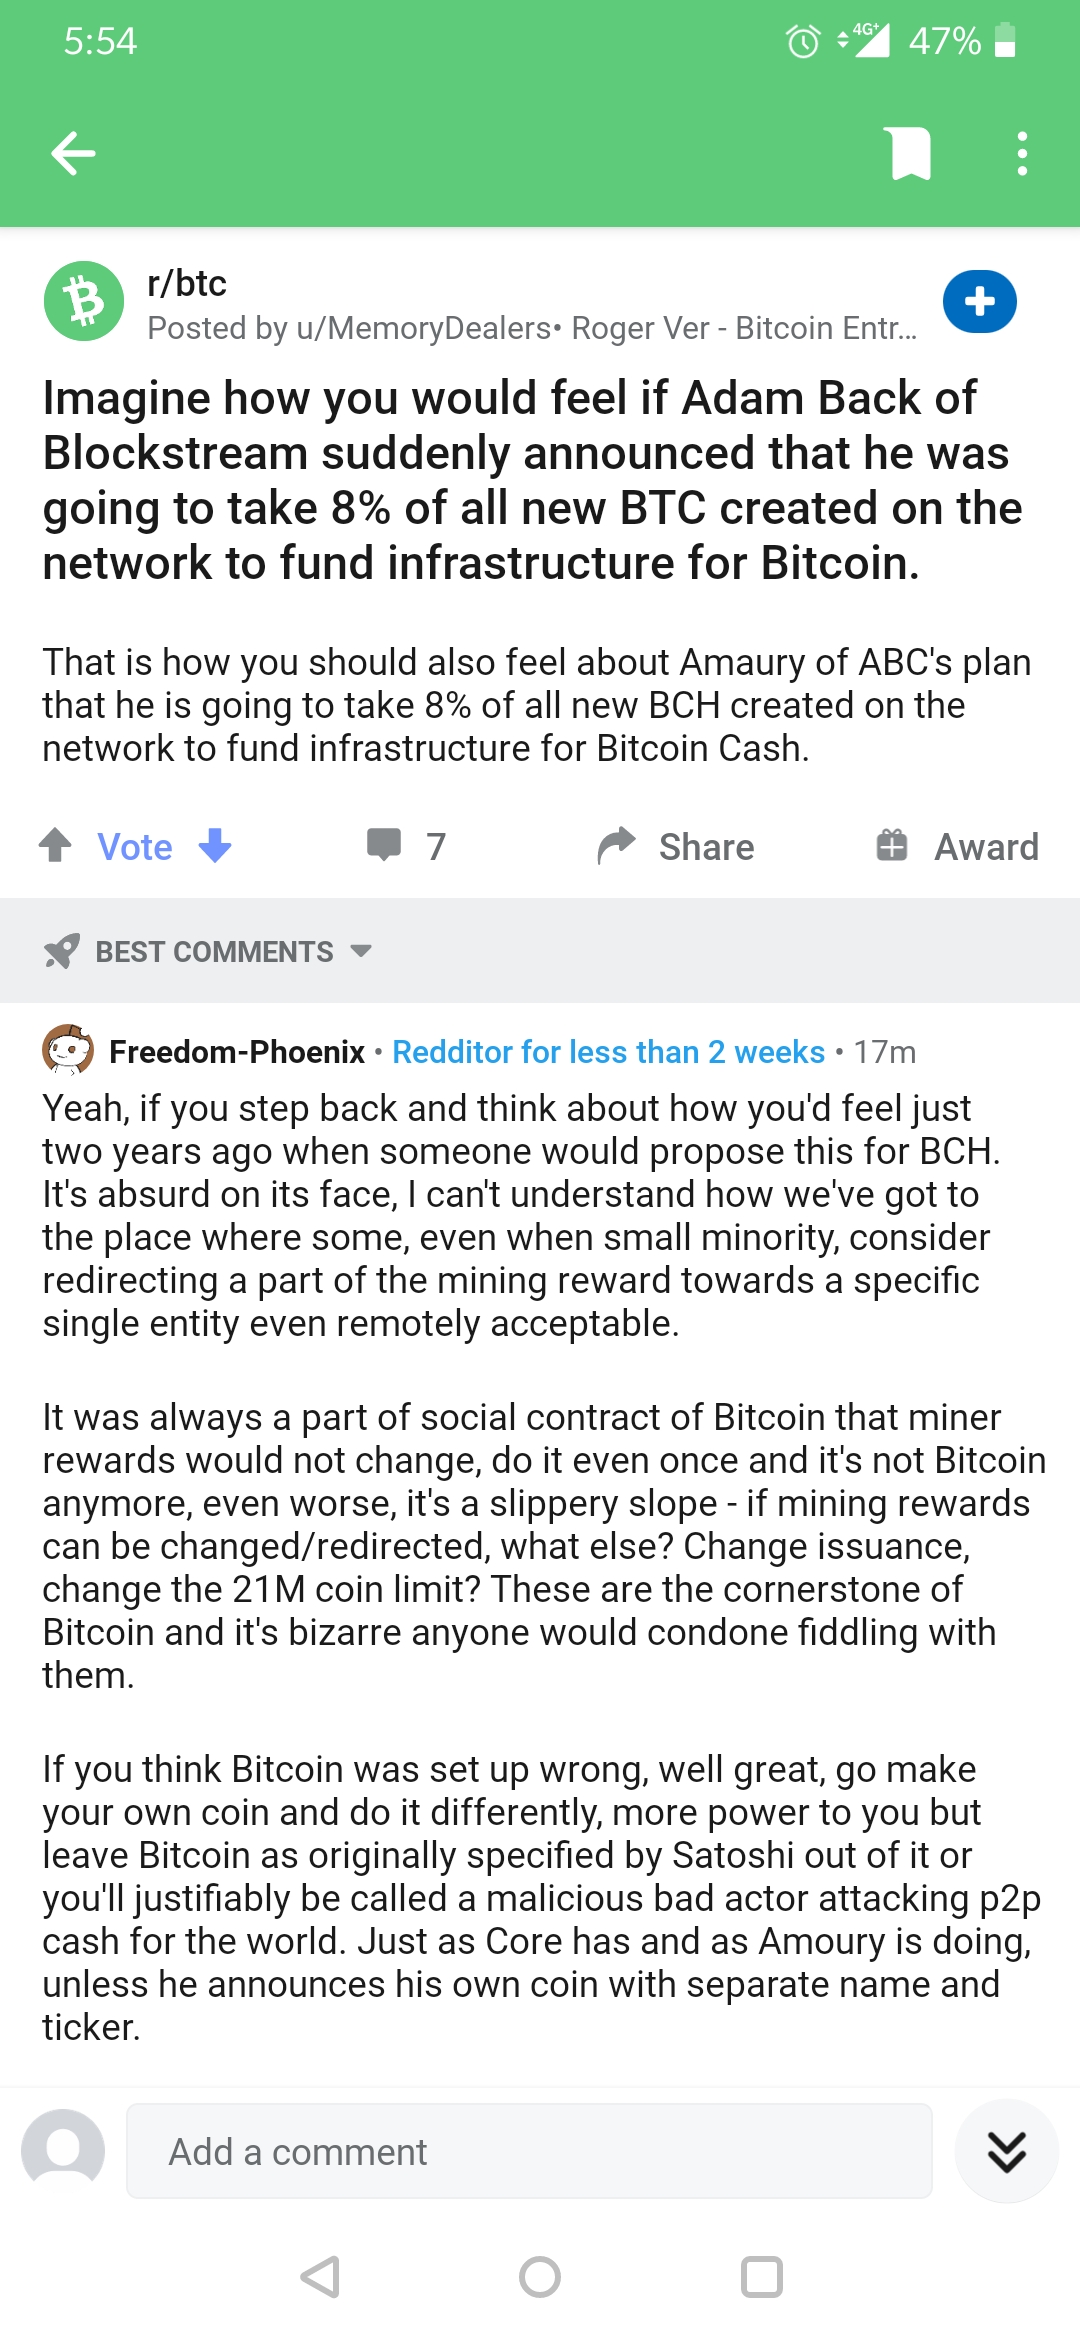 5:54
4G+ 47%
r/btc
Posted by u/MemoryDealers• Roger Ver - Bitcoin Entr...
Imagine how you would feel if Adam Back of
Blockstream suddenly announced that he was
going to take 8% of all new BTC created on the
network to fund infrastructure for Bitcoin.
That is how you should also feel about Amaury of ABC's plan
that he is going to take 8% of all new BCH created on the
network to fund infrastructure for Bitcoin Cash.
Vote 7 Share Award
BEST COMMENTS
Freedom-Phoenix • Redditor for less than 2 weeks • 17m
Yeah, if you step back and think about how you'd feel just
two years ago when someone would propose this for BCH.
It's absurd on its face, I can't understand how we've got to
the place where some, even when small minority, consider
redirecting a part of the mining reward towards a specific
single entity even remotely acceptable.
It was always a part of social contract of Bitcoin that miner
rewards would not change, do it even once and it's not Bitcoin
anymore, even worse, it's a slippery slope - if mining rewards
can be changed/redirected, what else? Change issuance,
change the 21M coin limit? These are the cornerstone of
Bitcoin and it's bizarre anyone would condone fiddling with
them.
If you think Bitcoin was set up wrong, well great, go make
your own coin and do it differently, more power to you but
leave Bitcoin as originally specified by Satoshi out of it or
you'll justifiably be called a malicious bad actor attacking p2p
cash for the world. Just as Core has and as Amoury is doing,
unless he announces his own coin with separate name and
ticker.
Add a comment